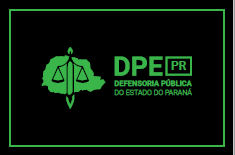 DPE PR
DEFENSORIA PÚBLICA
DO ESTADO DO PARANÁ